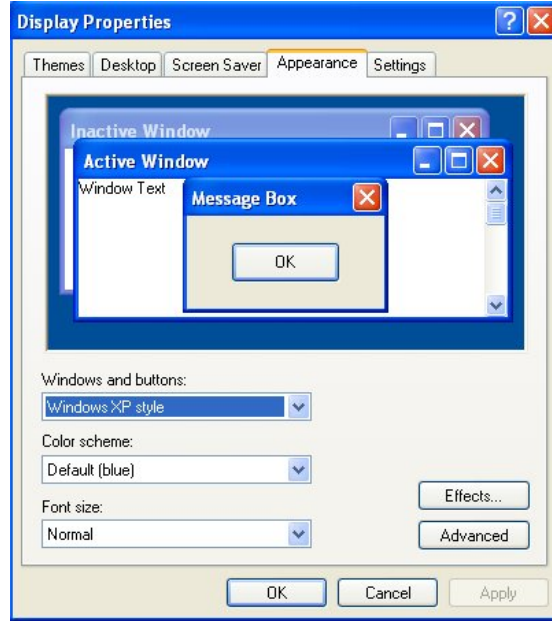 Display Properties
Themes Desktop Screen Saver Appearance Settings
Inactive Window
Active Window
Window Text
Message Box
OK
Windows and buttons:
Windows XP style
Color scheme:
Default (blue)
Effects...
Font size:
Normal
Advanced
OK Cancel Apply